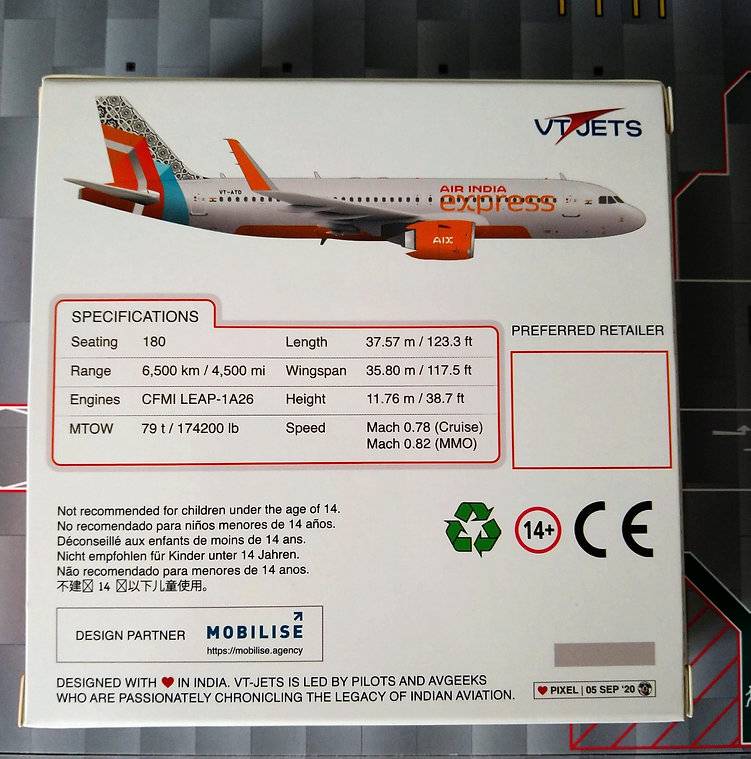 VT JETS
VT-ATD
AIR INDIA
express
AIX
SPECIFICATIONS
Seating 180 Length 37.57 m / 123.3 ft
Range 6,500 km / 4,500 mi Wingspan 35.80 m / 117.5 ft
Engines CFMI LEAP-1A26 Height 11.76 m / 38.7 ft
MTOW 79 t / 174200 lb Speed Mach 0.78 (Cruise)
Mach 0.82 (MMO)
PREFERRED RETAILER
Not recommended for children under the age of 14.
No recomendado para niños menores de 14 años.
Déconseillé aux enfants de moins de 14 ans.
Nicht empfohlen für Kinder unter 14 Jahren.
Não recomendado para menores de 14 anos.
不建☒ 14 ☒以下儿童使用。
14+
CE
DESIGN PARTNER MOBILISE
https://mobilise.agency
DESIGNED WITH ❤ IN INDIA. VT-JETS IS LED BY PILOTS AND AVGEEKS
WHO ARE PASSIONATELY CHRONICLING THE LEGACY OF INDIAN AVIATION.
❤ PIXEL | 05 SEP '20